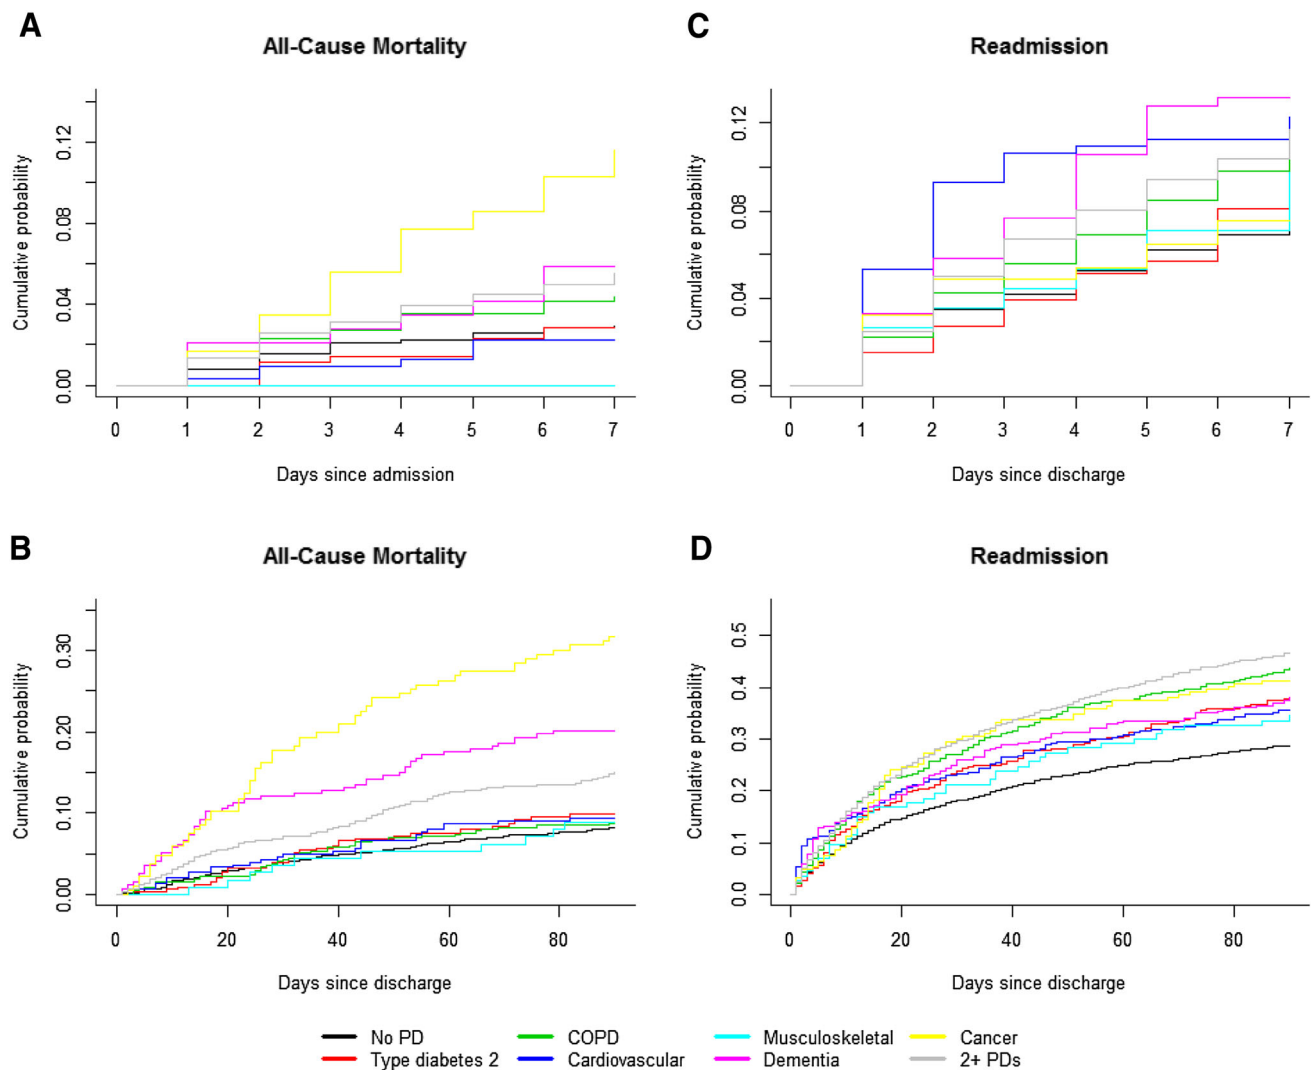 A
All-Cause Mortality
Cumulative probability
0.00 0.04 0.08 0.12
0 1 2 3 4 5 6 7
Days since admission
C
Readmission
Cumulative probability
0.00 0.04 0.08 0.12
0 1 2 3 4 5 6 7
Days since discharge
B
All-Cause Mortality
Cumulative probability
0.00 0.10 0.20 0.30
0 20 40 60 80
Days since discharge
D
Readmission
Cumulative probability
0.0 0.1 0.2 0.3 0.4 0.5
0 20 40 60 80
Days since discharge
No PD COPD Musculoskeletal Cancer
Type diabetes 2 Cardiovascular Dementia 2+ PDs